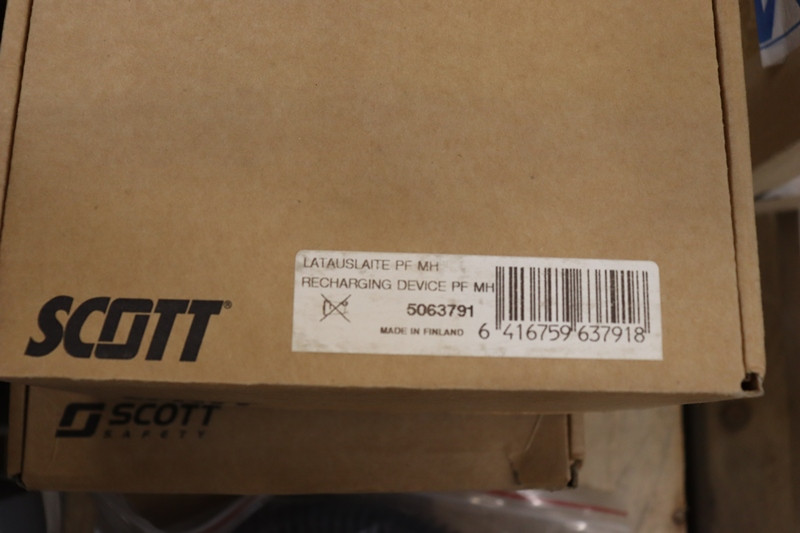 LATAUSLAITE PF MH
RECHARGING DEVICE PF MH
5063791
MADE IN FINLAND
6 416759 637918
SCOTT®
SCOTT
SAFETY